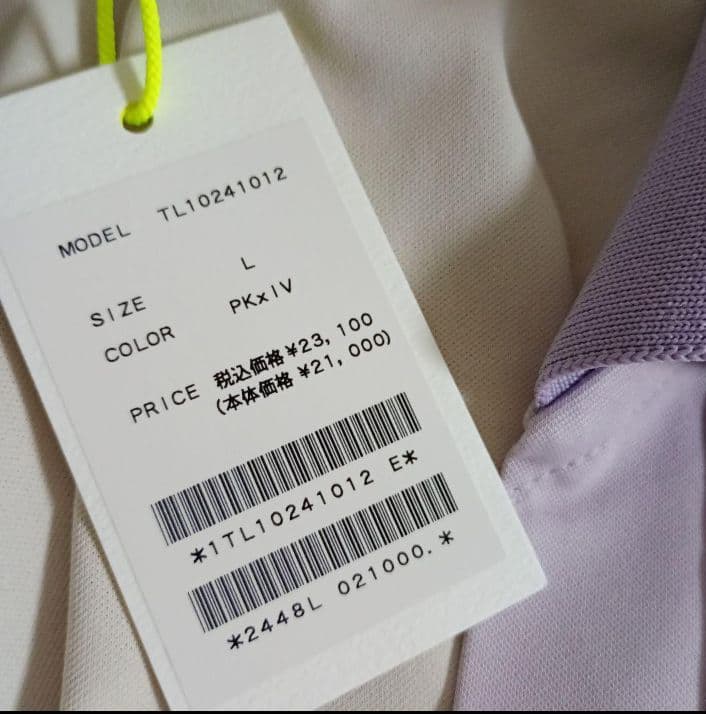 MODEL TL10241012
SIZE L
COLOR PKxIV
PRICE 税込価格¥23,100
(本体価格 ¥21,000)
*1TL10241012 E*
*2448L 021000.*